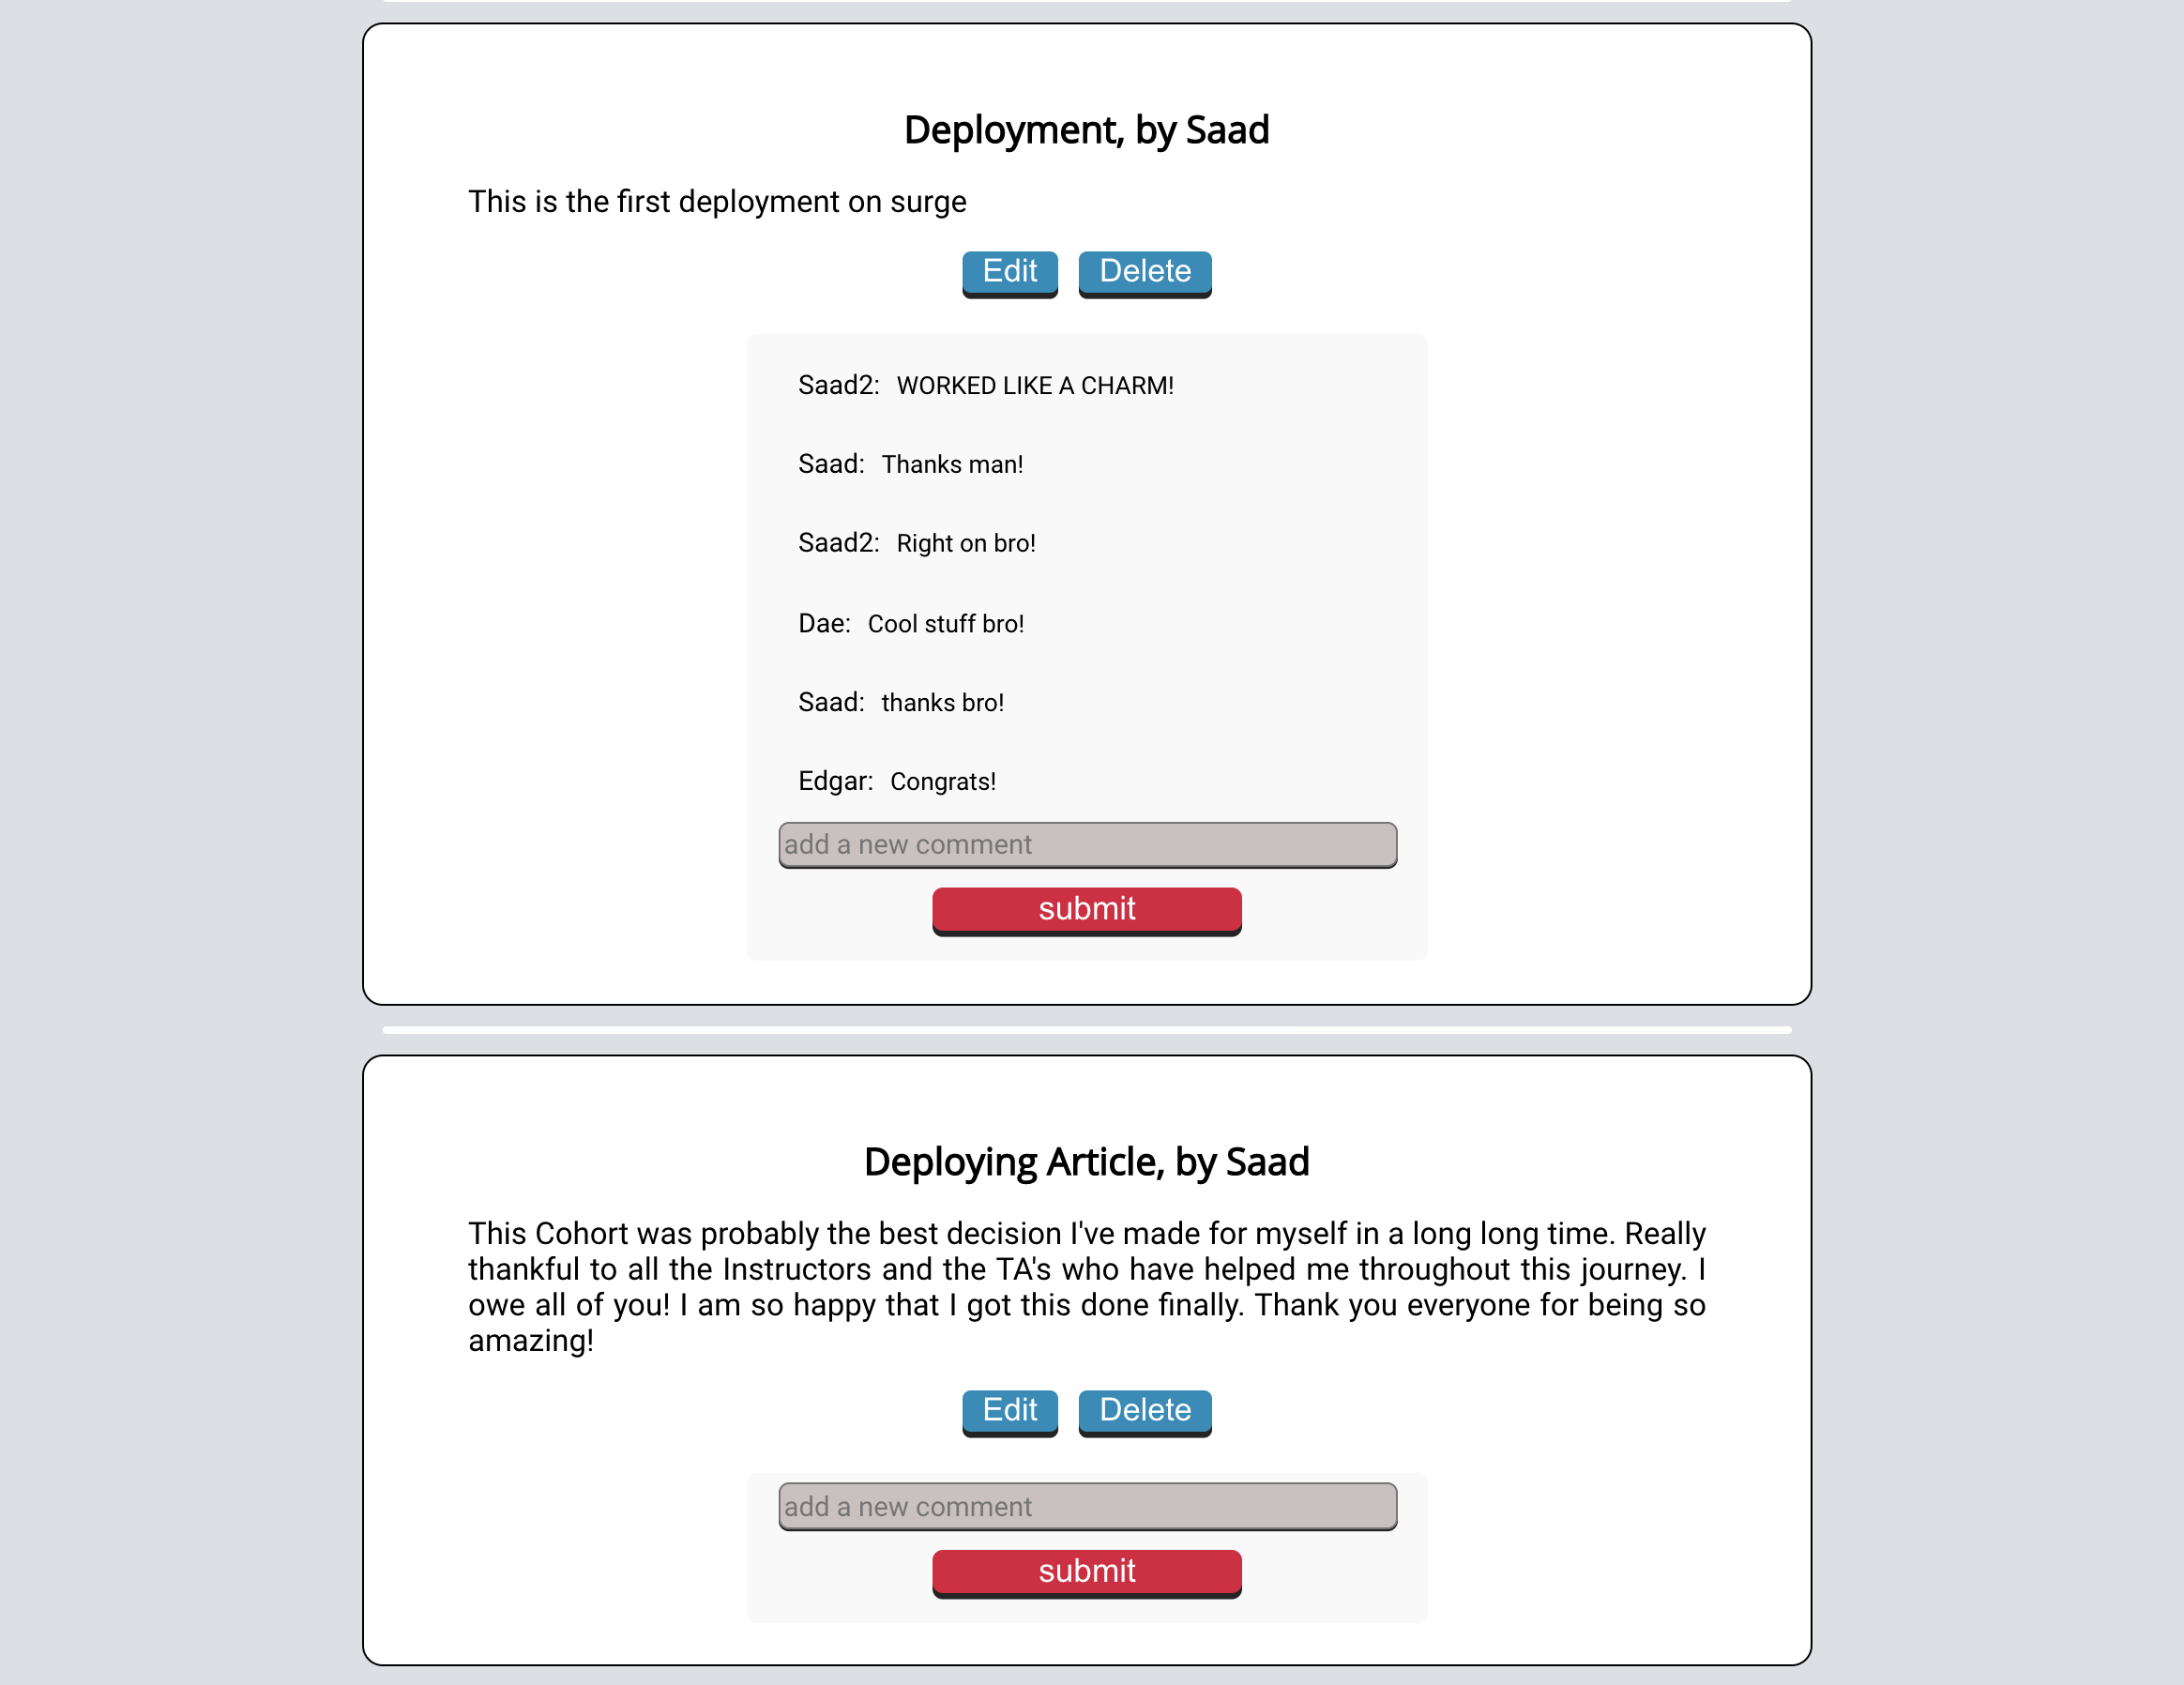 Deployment, by Saad
This is the first deployment on surge
Edit Delete
Saad2: WORKED LIKE A CHARM!
Saad: Thanks man!
Saad2: Right on bro!
Dae: Cool stuff bro!
Saad: thanks bro!
Edgar: Congrats!
add a new comment
submit
Deploying Article, by Saad
This Cohort was probably the best decision I've made for myself in a long long time. Really
thankful to all the Instructors and the TA's who have helped me throughout this journey. I
owe all of you! I am so happy that I got this done finally. Thank you everyone for being so
amazing!
Edit Delete
add a new comment
submit